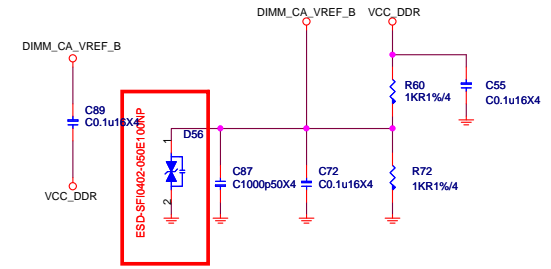 DIMM_CA_VREF_B VCC_DDR
DIMM_CA_VREF_B
R60
1KR1%/4
C55
C0.1u16X4
C89
C0.1u16X4
ESD-SFI0402-050E100NP
D56
1
2
C87
C1000p50X4
C72
C0.1u16X4
R72
1KR1%/4
VCC_DDR